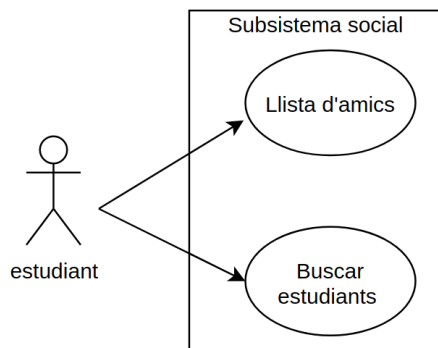 Subsistema social
Llista d'amics
estudiant
Buscar
estudiants